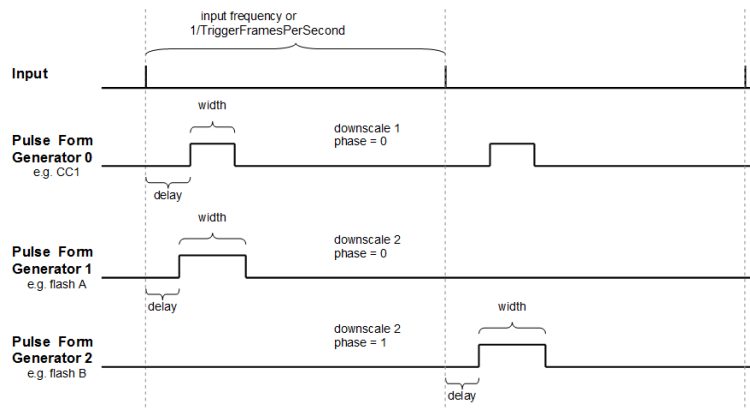 input frequency or
1/TriggerFramesPerSecond
Input
width
downscale 1
phase = 0
Pulse Form
Generator 0
e.g. CC1
delay
width
downscale 2
phase = 0
Pulse Form
Generator 1
e.g. flash A
delay
width
downscale 2
phase = 1
Pulse Form
Generator 2
e.g. flash B
delay